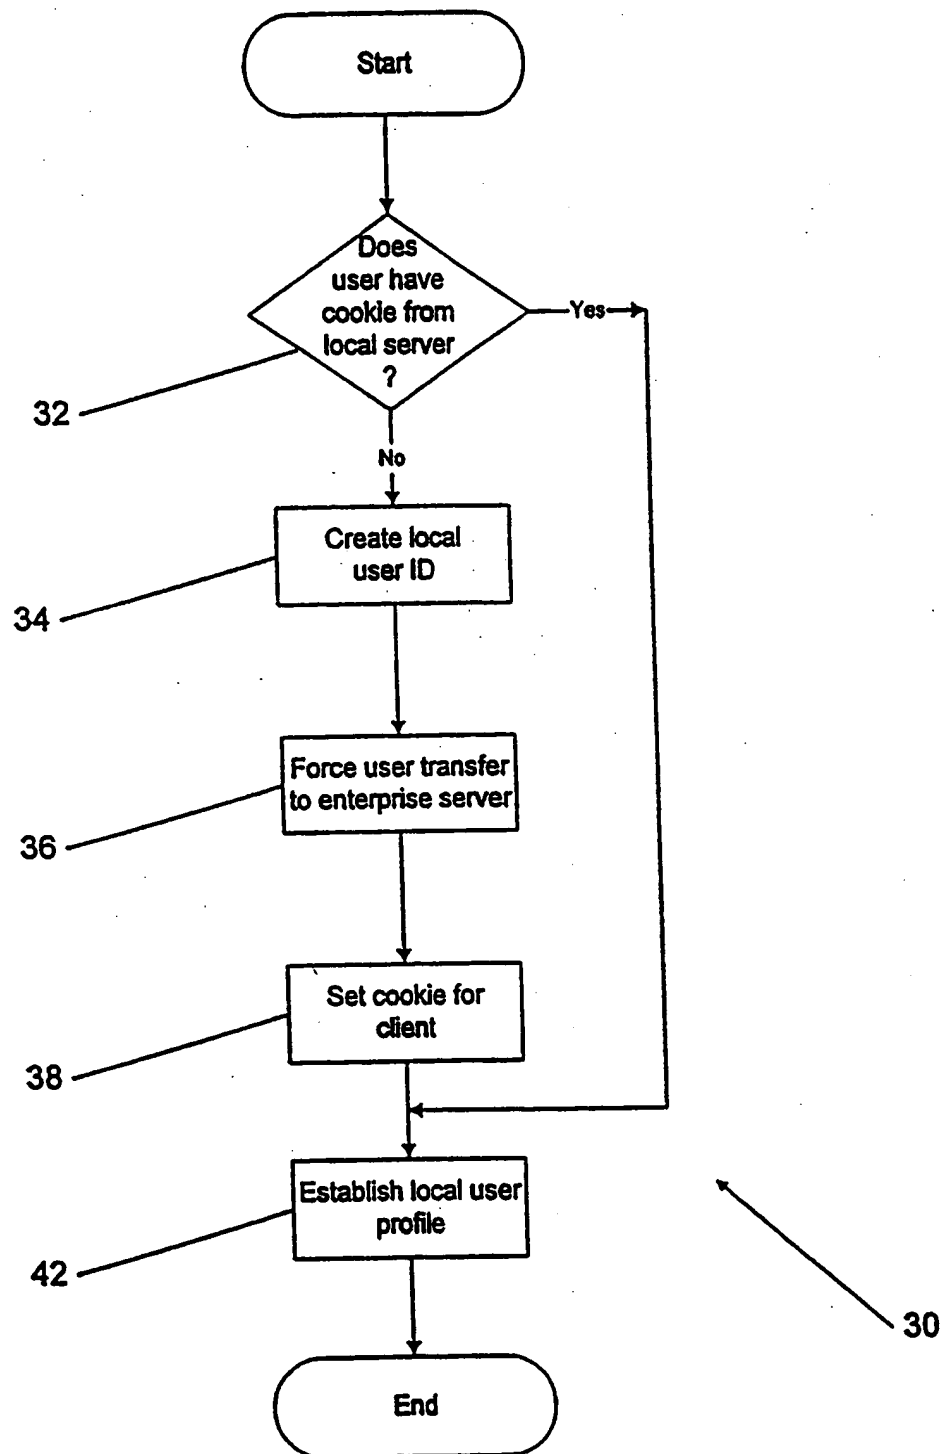 Start
Does
user have
cookie from
local server
?
Yes
32
No
Create local
user ID
34
Force user transfer
to enterprise server
36
Set cookie for
client
38
Establish local user
profile
42
30
End